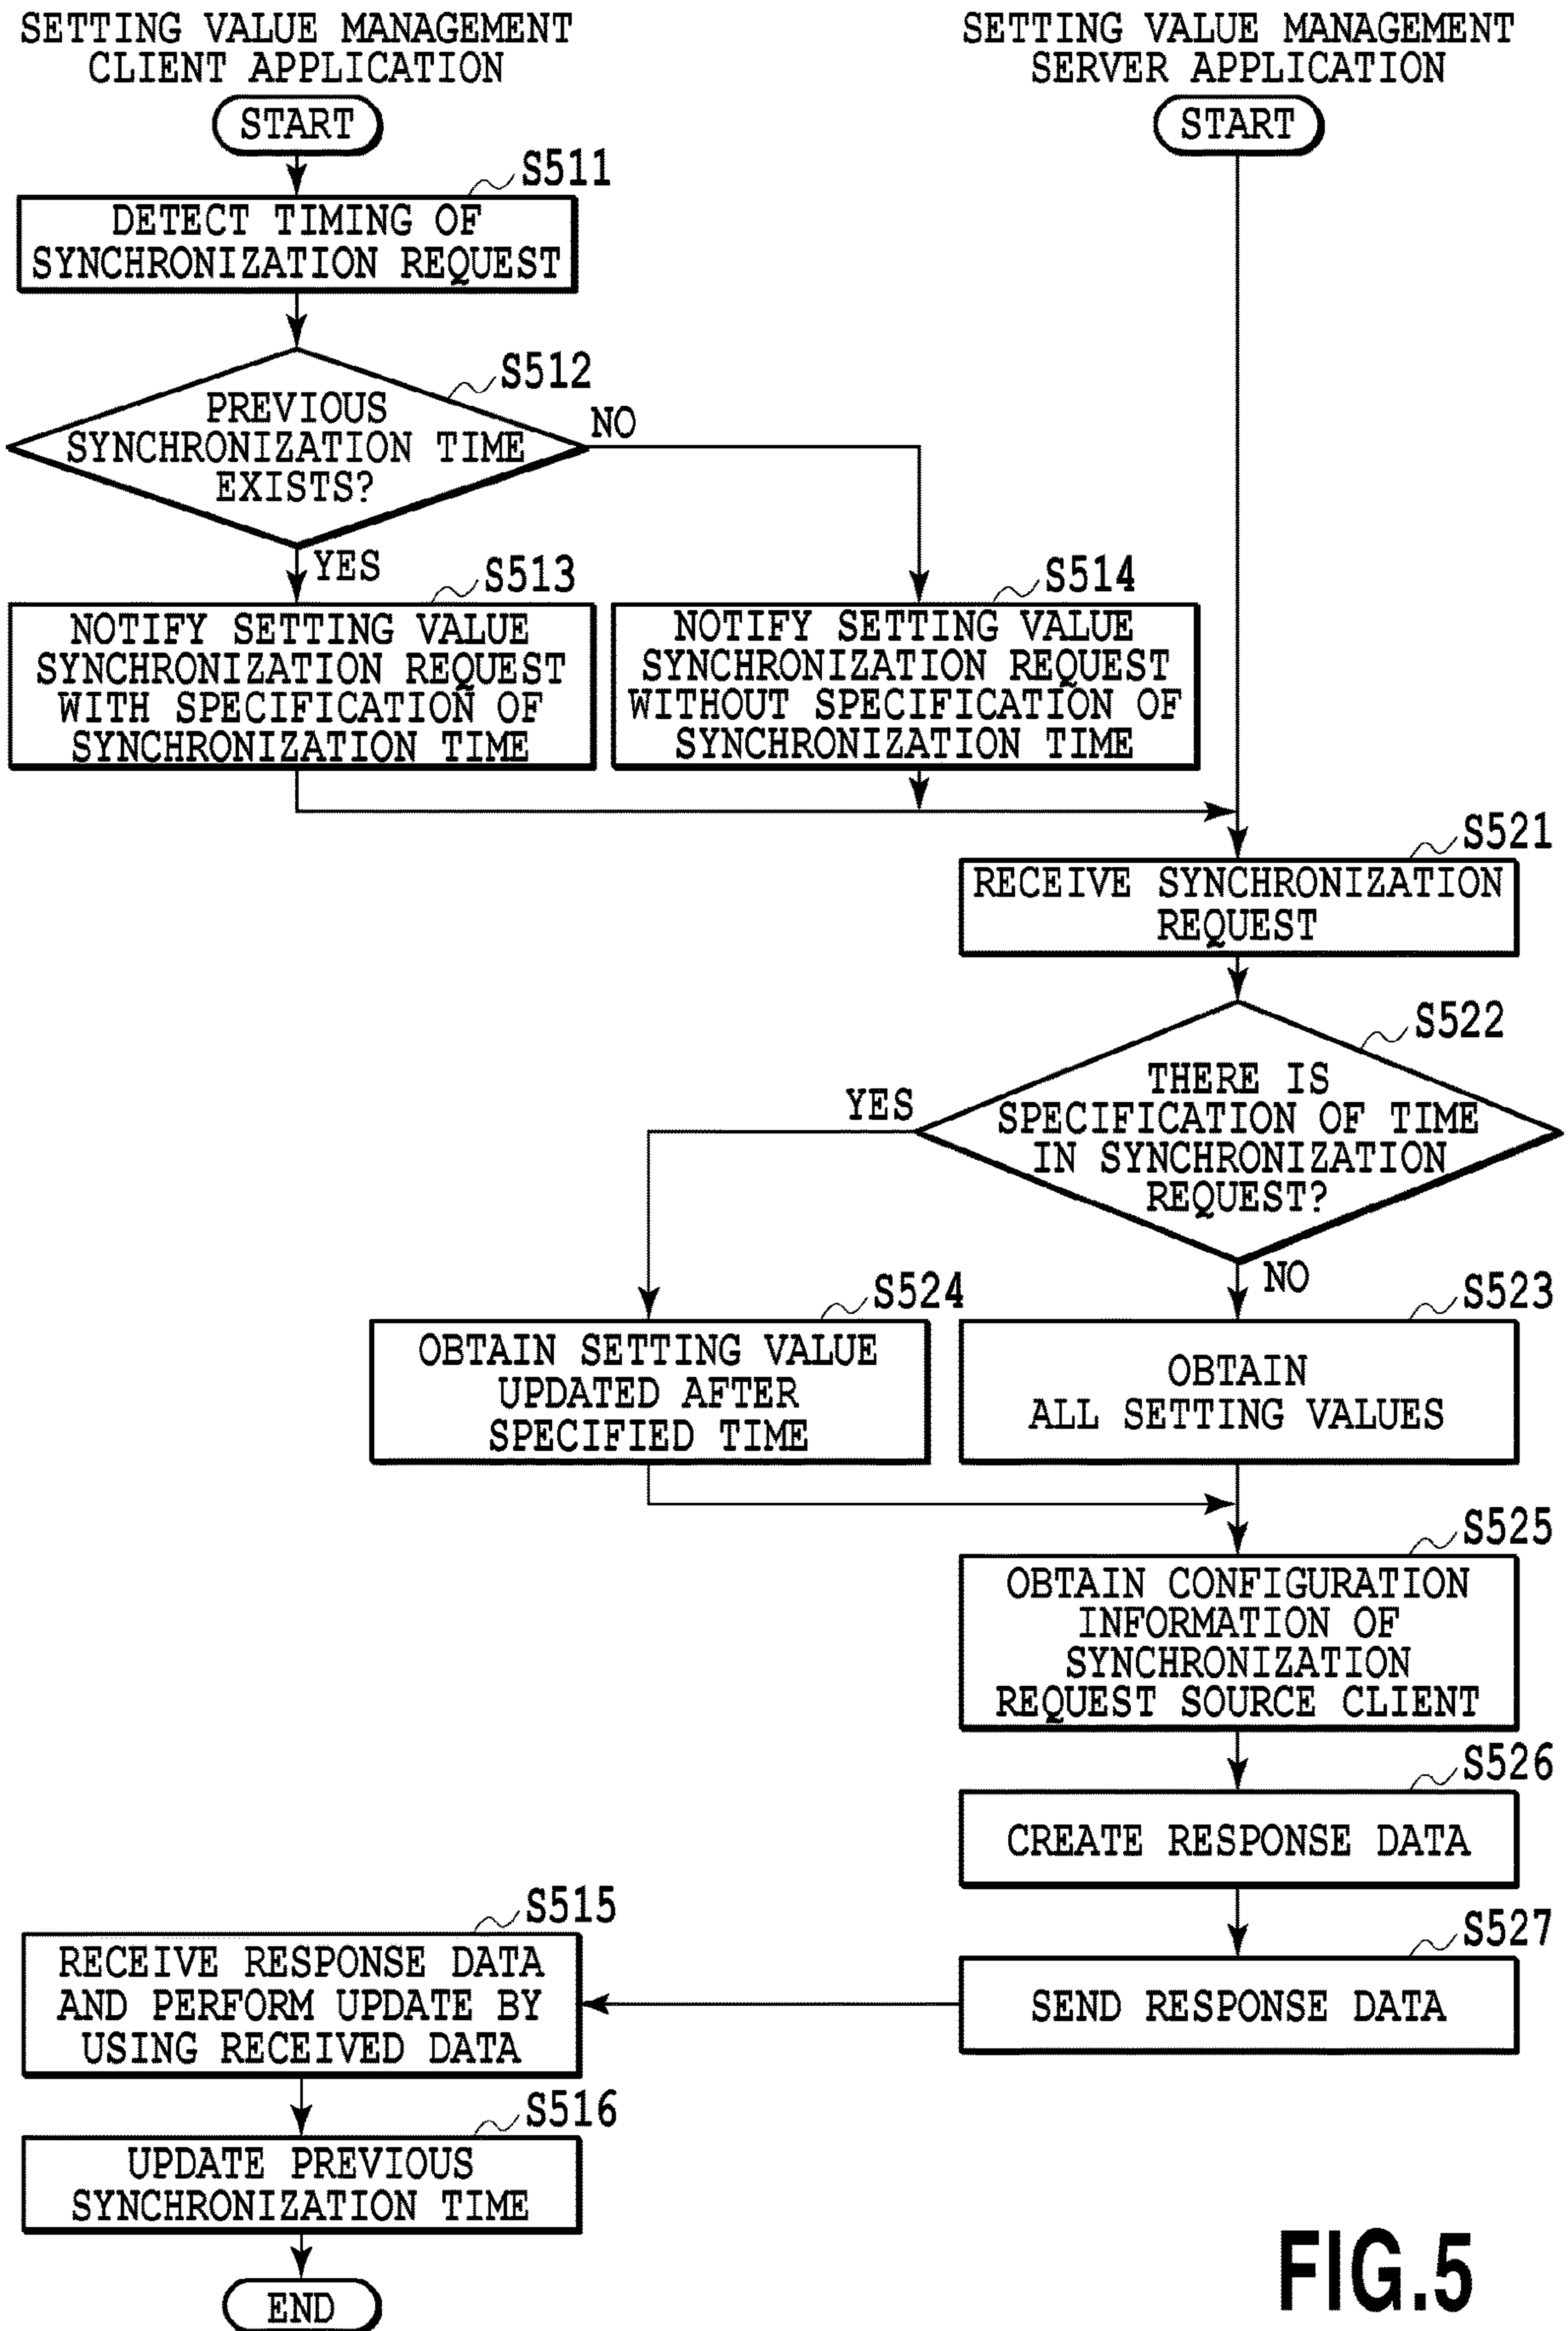 SETTING VALUE MANAGEMENT
CLIENT APPLICATION
START
S511
DETECT TIMING OF
SYNCHRONIZATION REQUEST
S512
PREVIOUS
SYNCHRONIZATION TIME
EXISTS?
NO
YES
S513
NOTIFY SETTING VALUE
SYNCHRONIZATION REQUEST
WITH SPECIFICATION OF
SYNCHRONIZATION TIME
S514
NOTIFY SETTING VALUE
SYNCHRONIZATION REQUEST
WITHOUT SPECIFICATION OF
SYNCHRONIZATION TIME
SETTING VALUE MANAGEMENT
SERVER APPLICATION
START
S521
RECEIVE SYNCHRONIZATION
REQUEST
S522
THERE IS
SPECIFICATION OF TIME
IN SYNCHRONIZATION
REQUEST?
YES
NO
S524
OBTAIN SETTING VALUE
UPDATED AFTER
SPECIFIED TIME
S523
OBTAIN
ALL SETTING VALUES
S525
OBTAIN CONFIGURATION
INFORMATION OF
SYNCHRONIZATION
REQUEST SOURCE CLIENT
S526
CREATE RESPONSE DATA
S527
SEND RESPONSE DATA
S515
RECEIVE RESPONSE DATA
AND PERFORM UPDATE BY
USING RECEIVED DATA
S516
UPDATE PREVIOUS
SYNCHRONIZATION TIME
END
FIG.5